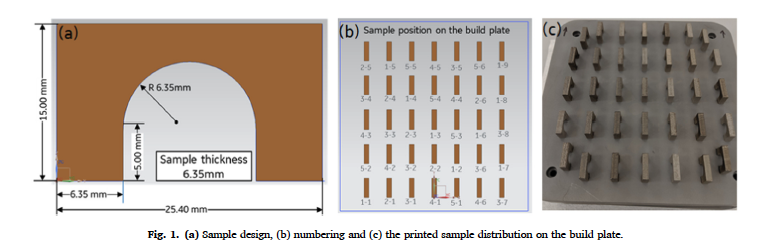 (a)
15.00 mm
R 6.35mm
5.00 mm
Sample thickness
6.35mm
6.35 mm
25.40 mm
(b) Sample position on the build plate
2-5 1-5 5-5 4-5 3-5 5-6 1-9
3-4 2-4 1-4 5-4 4-4 2-6 1-8
4-3 3-3 2-3 1-3 5-3 3-6 3-8
5-2 4-2 3-2 2-2 1-2 3-6 1-7
1-1 2-1 3-1 4-1 5-1 4-6 3-7
(c)
Fig. 1. (a) Sample design, (b) numbering and (c) the printed sample distribution on the build plate.